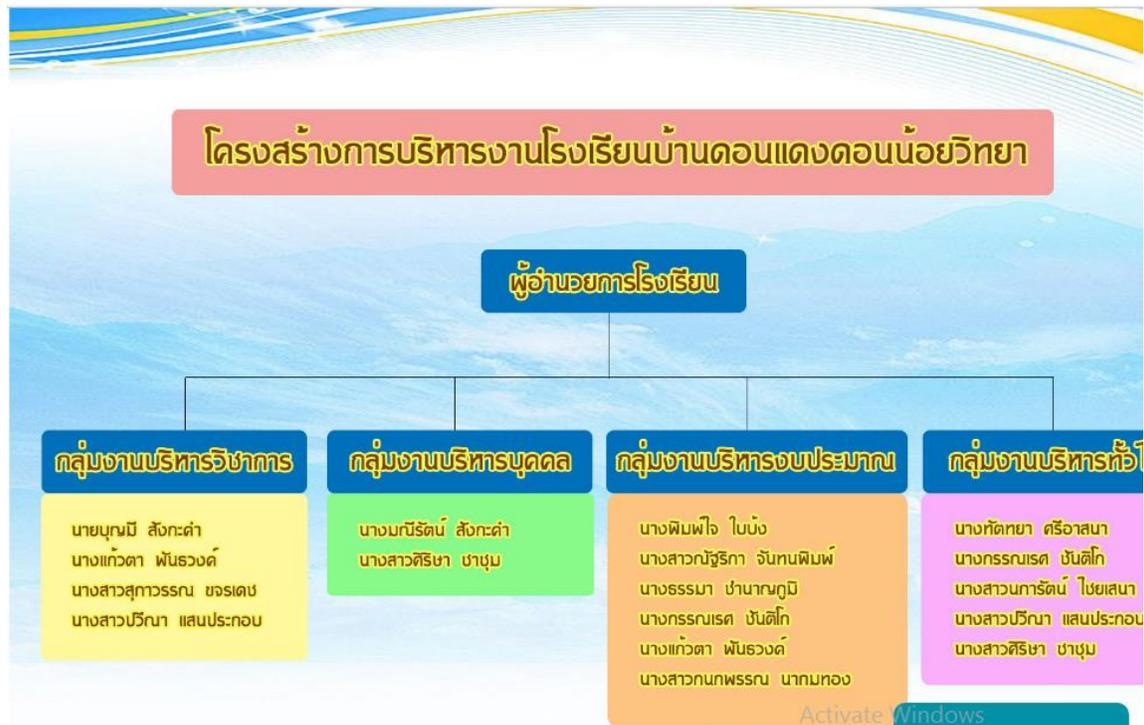 โครงสร้างการบริหารงานโรงเรียนบ้านดอนแดงดอนน้อยวิทยา
ผู้อำนวยการโรงเรียน
กลุ่มงานบริหารวิชาการ
นายบุญมี สังกะคำ
นางแก้วตา พันธวงค์
นางสาวสุภาวรรณ ขจรเดช
นางสาวปวีณา แสนประกอบ
กลุ่มงานบริหารบุคคล
นางมณีรัตน์ สังกะคำ
นางสาวศิริษา ชาชุม
กลุ่มงานบริหารงบประมาณ
นางพิมพ์ใจ ใบบ้ง
นางสาวณัฐริกา จันทนพิมพ์
นางธรรมา ชำนาญภูมิ
นางกรรณเรศ ขันติโก
นางแก้วตา พันธวงค์
นางสาวกนกพรรณ นาถมทอง
กลุ่มงานบริหารทั่วไ
นางทัตทยา ศรีอาสนา
นางกรรณเรศ ขันติโก
นางสาวนภารัตน์ ไชยเสนา
นางสาวปวีณา แสนประกอบ
นางสาวศิริษา ชาชุม
Activate Windows